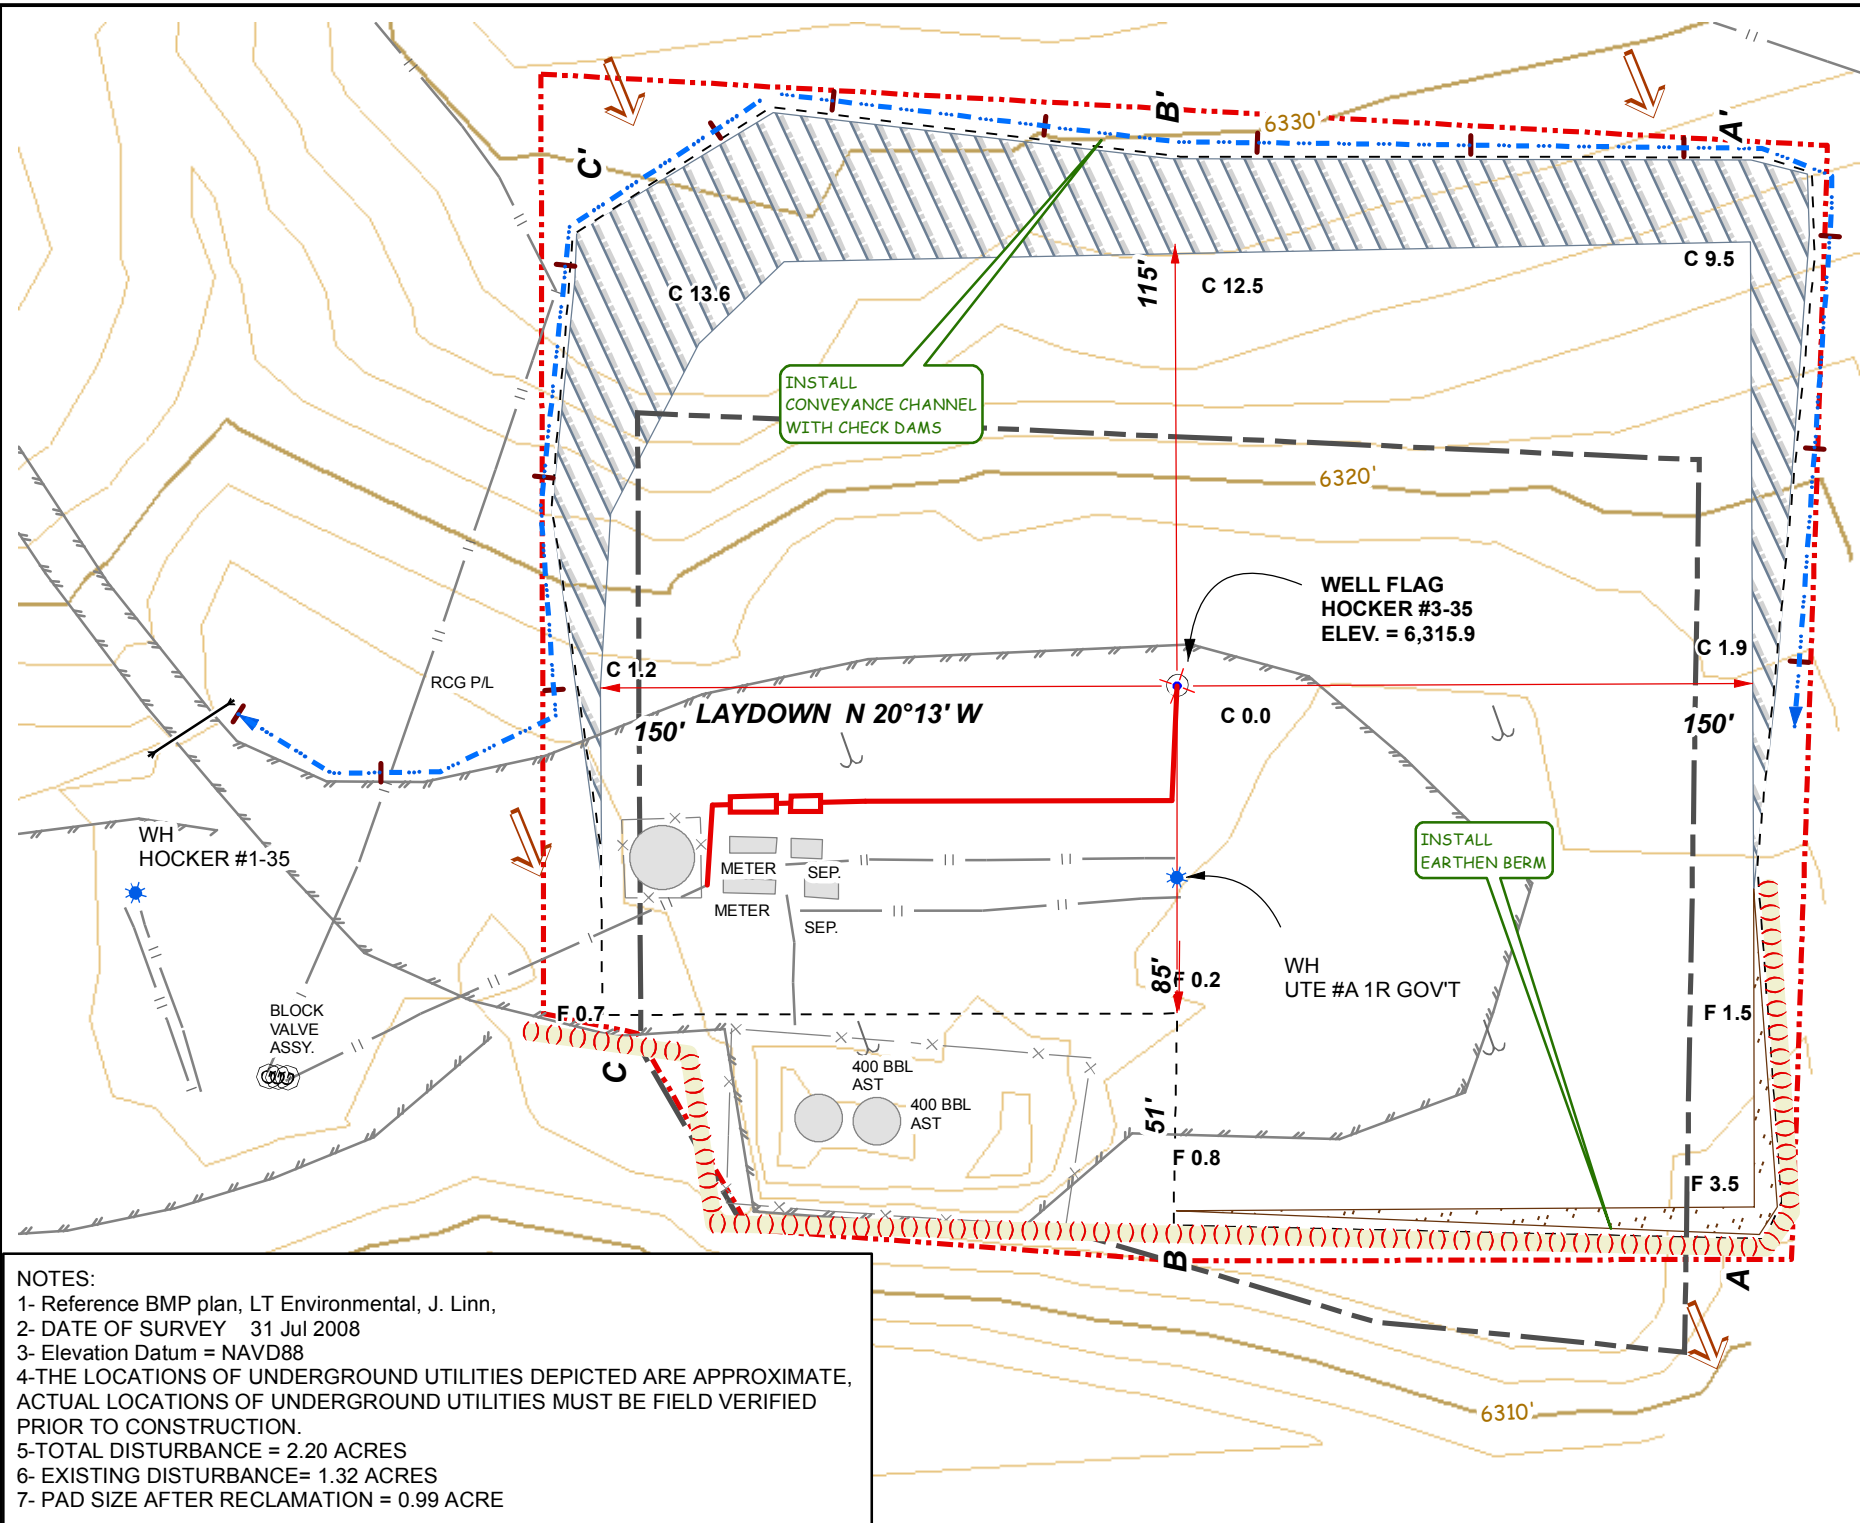 6330'
B'
A'
C'
C 9.5
C 13.6
115'
C 12.5
INSTALL
CONVEYANCE CHANNEL
WITH CHECK DAMS
6320'
WELL FLAG
HOCKER #3-35
ELEV. = 6,315.9
C 1.9
C 1.2
RCG P/L
LAYDOWN N 20°13' W
C 0.0
150'
150'
WH
HOCKER #1-35
INSTALL
EARTHEN BERM
METER
SEP.
METER
SEP.
WH
UTE #A 1R GOV'T
85'
F 0.2
F 0.7
F 1.5
BLOCK
VALVE
ASSY.
C
400 BBL
AST
400 BBL
AST
51'
F 0.8
F 3.5
B
A
6310'
NOTES:
1- Reference BMP plan, LT Environmental, J. Linn,
2- DATE OF SURVEY 31 Jul 2008
3- Elevation Datum = NAVD88
4-THE LOCATIONS OF UNDERGROUND UTILITIES DEPICTED ARE APPROXIMATE,
ACTUAL LOCATIONS OF UNDERGROUND UTILITIES MUST BE FIELD VERIFIED
PRIOR TO CONSTRUCTION.
5-TOTAL DISTURBANCE = 2.20 ACRES
6- EXISTING DISTURBANCE= 1.32 ACRES
7- PAD SIZE AFTER RECLAMATION = 0.99 ACRE